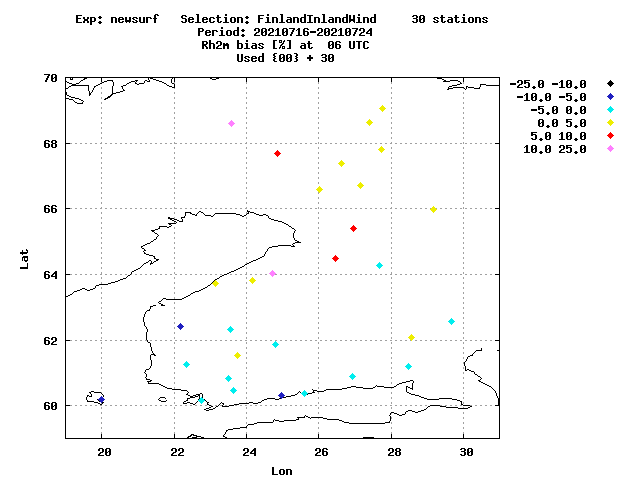 Exp: newsurf   Selection: FinlandInlandWind     30 stations
Period: 20210716-20210724
Rh2m bias [%] at  06 UTC
Used {00} + 30
-25.0 -10.0
-10.0 -5.0
-5.0 0.0
0.0 5.0
5.0 10.0
10.0 25.0
70
68
66
64
62
60
Lat
20 22 24 26 28 30
Lon